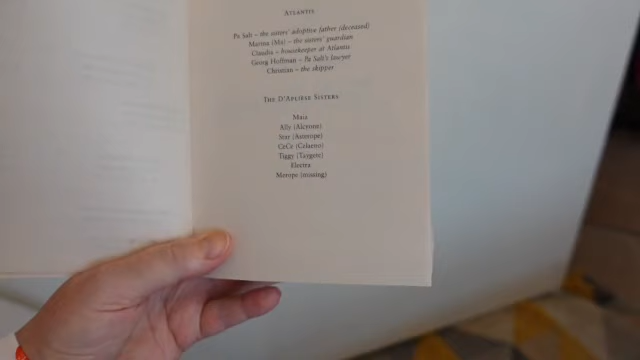 ATLANTIS
Pa Salt – the sisters' adoptive father (deceased)
Marina (Ma) – the sisters' guardian
Claudia – housekeeper at Atlantis
Georg Hoffman – Pa Salt's lawyer
Christian – the skipper
THE D'APLIÈSE SISTERS
Maia
Ally (Alcyone)
Star (Asterope)
CeCe (Celaeno)
Tiggy (Taygete)
Electra
Merope (missing)